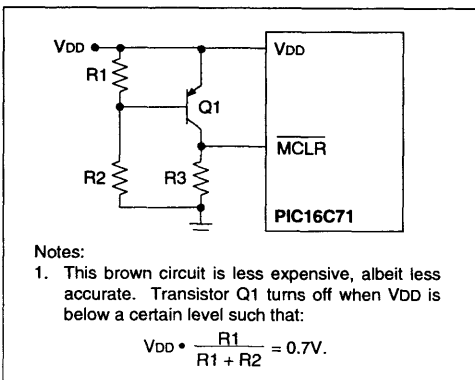 VDD
R1
VDD
Q1
MCLR
R2
R3
PIC16C71
Notes:
1. This brown circuit is less expensive, albeit less
accurate. Transistor Q1 turns off when VDD is
below a certain level such that:
VDD • R1 / (R1 + R2) = 0.7V.